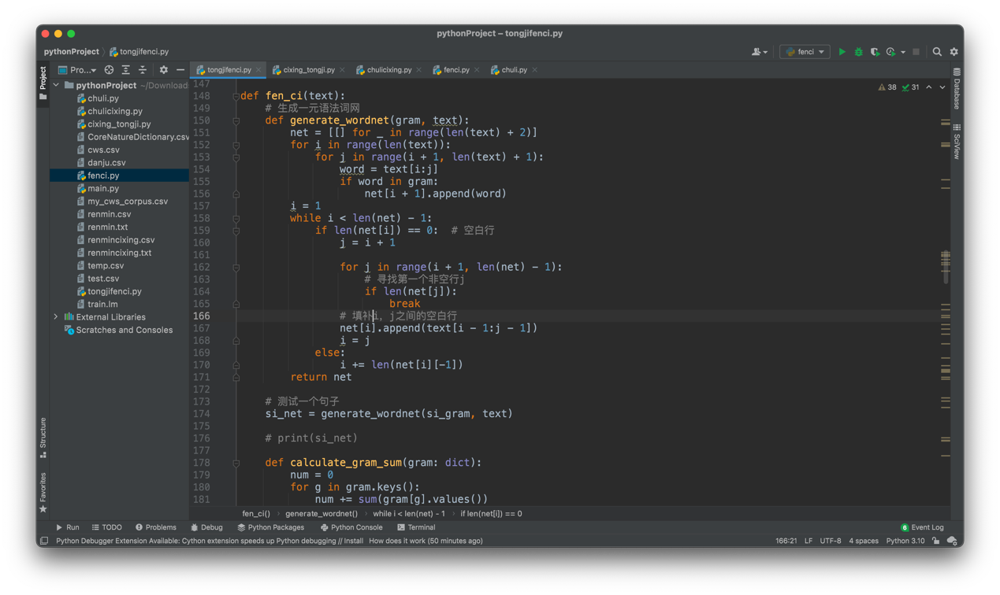 pythonProject – tongjifenci.py
pythonProject tongjifenci.py
fenci
Project
Pro...
tongjifenci.py cixing_tongji.py chulicixing.py fenci.py chuli.py
pythonProject ~/Download
chuli.py
chulicixing.py
cixing_tongji.py
CoreNatureDictionary.csv
cws.csv
danju.csv
fenci.py
main.py
my_cws_corpus.csv
renmin.csv
renmin.txt
renmincixing.csv
renmincixing.txt
temp.csv
test.csv
tongjifenci.py
train.lm
External Libraries
Scratches and Consoles
Structure
Favorites
38 31
147
148 def fen_ci(text):
149 # 生成一元语法词网
150 def generate_wordnet(gram, text):
151 net = [[] for _ in range(len(text) + 2)]
152 for i in range(len(text)):
153 for j in range(i + 1, len(text) + 1):
154 word = text[i:j]
155 if word in gram:
156 net[i + 1].append(word)
157 i = 1
158 while i < len(net) - 1:
159 if len(net[i]) == 0: # 空白行
160 j = i + 1
161
162 for j in range(i + 1, len(net) - 1):
163 # 寻找第一个非空行j
164 if len(net[j]):
165 break
166 # 填补i, j之间的空白行
167 net[i].append(text[i - 1:j - 1])
168 i = j
169 else:
170 i += len(net[i][-1])
171 return net
172
173 # 测试一个句子
174 si_net = generate_wordnet(si_gram, text)
175
176 # print(si_net)
177
178 def calculate_gram_sum(gram: dict):
179 num = 0
180 for g in gram.keys():
181 num += sum(gram[g].values())
Database
SciView
fen_ci() generate_wordnet() while i < len(net) - 1 if len(net[i]) == 0
Run TODO Problems Debug Python Packages Python Console Terminal 6 Event Log
Python Debugger Extension Available: Cython extension speeds up Python debugging // Install How does it work (50 minutes ago) 166:21 LF UTF-8 4 spaces Python 3.10